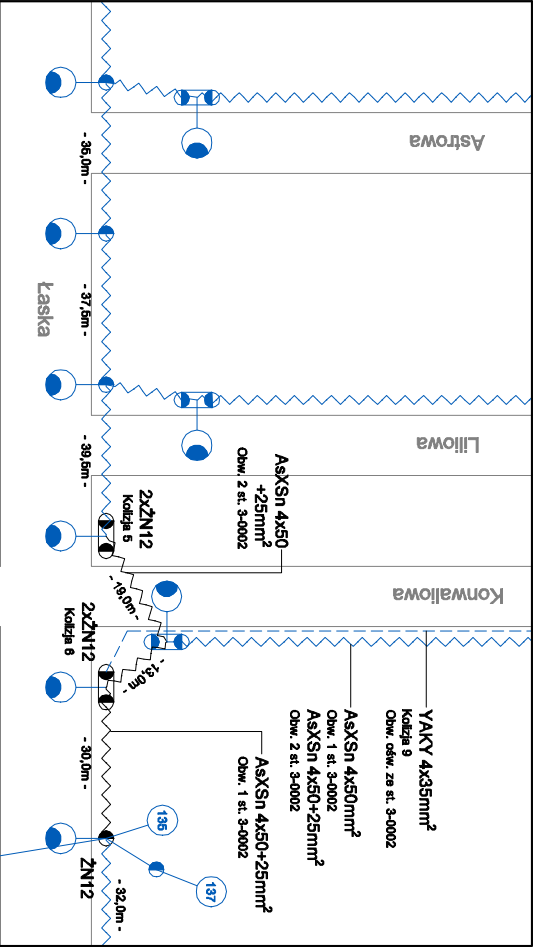 Astrowa
- 35,0m -
- 37,5m -
Łaska
Liliowa
- 39,5m -
AsXSn 4x50
+25mm²
Obw. 2 st. 3-0002
2xŻN12
Kolizja 5
Konwaliowa
- 19,0m -
- 13,0m -
2xŻN12
Kolizja 6
YAKY 4x35mm²
Kolizja 9
Obw. ośw. ze st. 3-0002
AsXSn 4x50mm²
Obw. 1 st. 3-0002
AsXSn 4x50+25mm²
Obw. 2 st. 3-0002
AsXSn 4x50+25mm²
Obw. 1 st. 3-0002
- 30,0m -
135
137
ŻN12
- 32,0m -